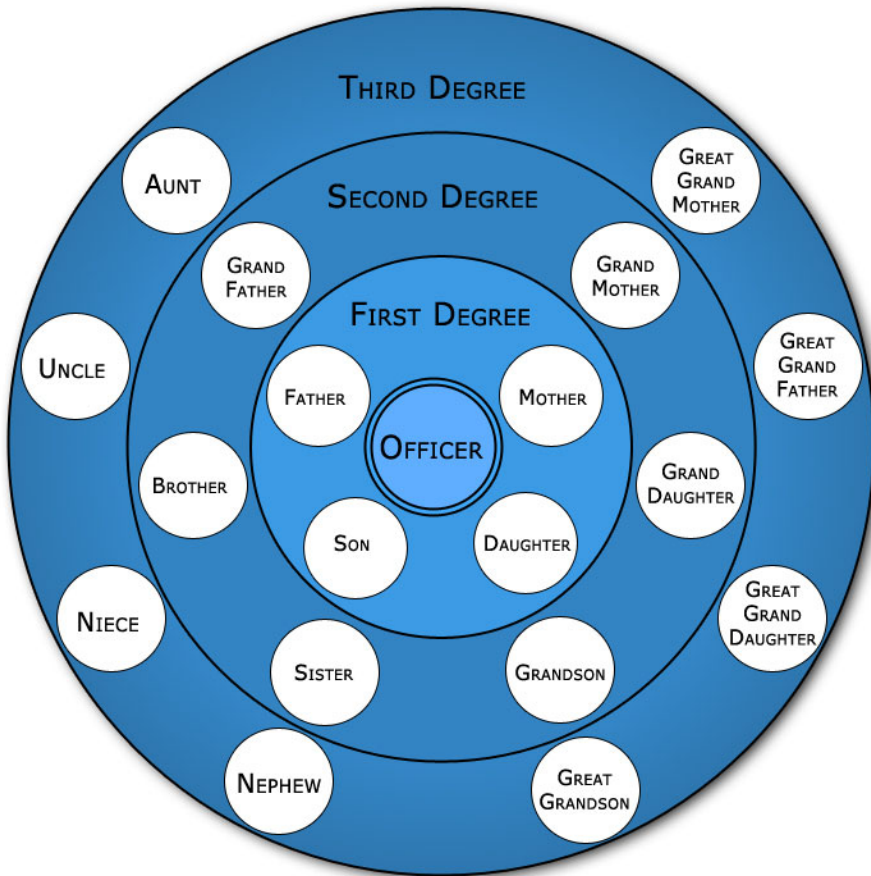 Third Degree
Aunt
Great
Grand
Mother
Second Degree
Grand
Father
Grand
Mother
First Degree
Uncle
Great
Grand
Father
Father
Mother
Officer
Brother
Grand
Daughter
Son
Daughter
Niece
Great
Grand
Daughter
Sister
Grandson
Nephew
Great
Grandson